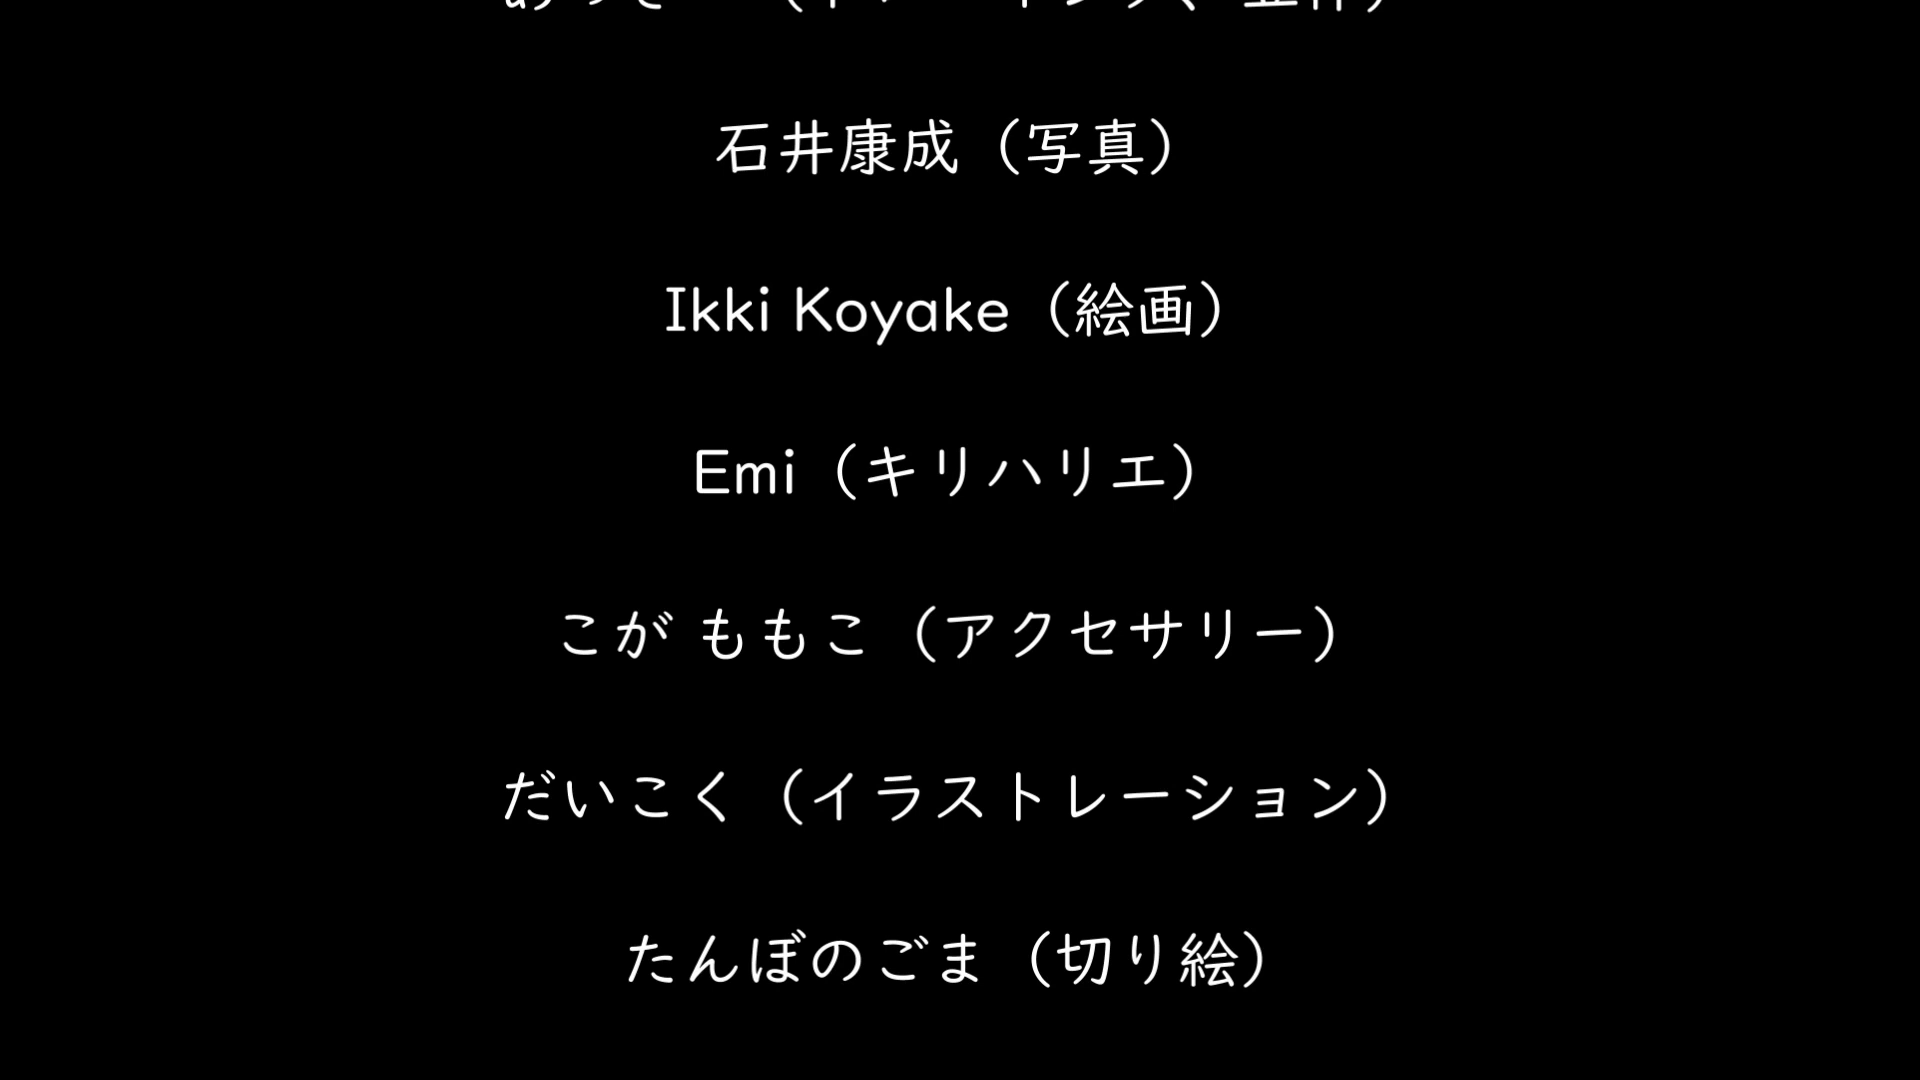 石井康成（写真）
Ikki Koyake（絵画）
Emi（キリハリエ）
こが ももこ（アクセサリー）
だいこく（イラストレーション）
たんぼのごま（切り絵）